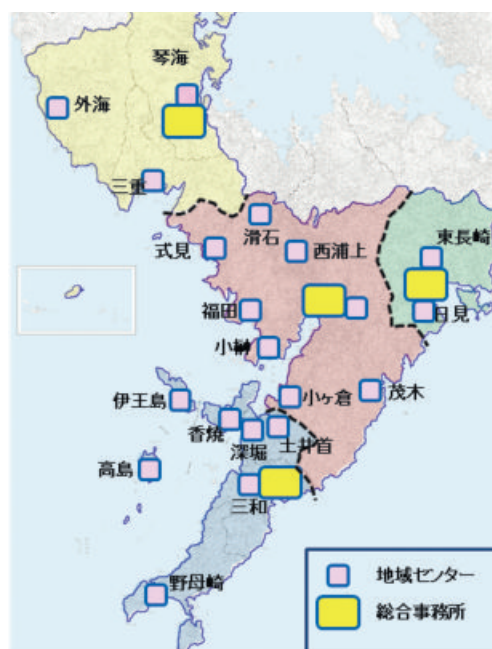 琴海
外海
三重
滑石
式見
西浦上
東長崎
福田
日見
小榊
伊王島
小ヶ倉
茂木
香焼
深堀
土井首
高島
三和
野母崎
地域センター
総合事務所